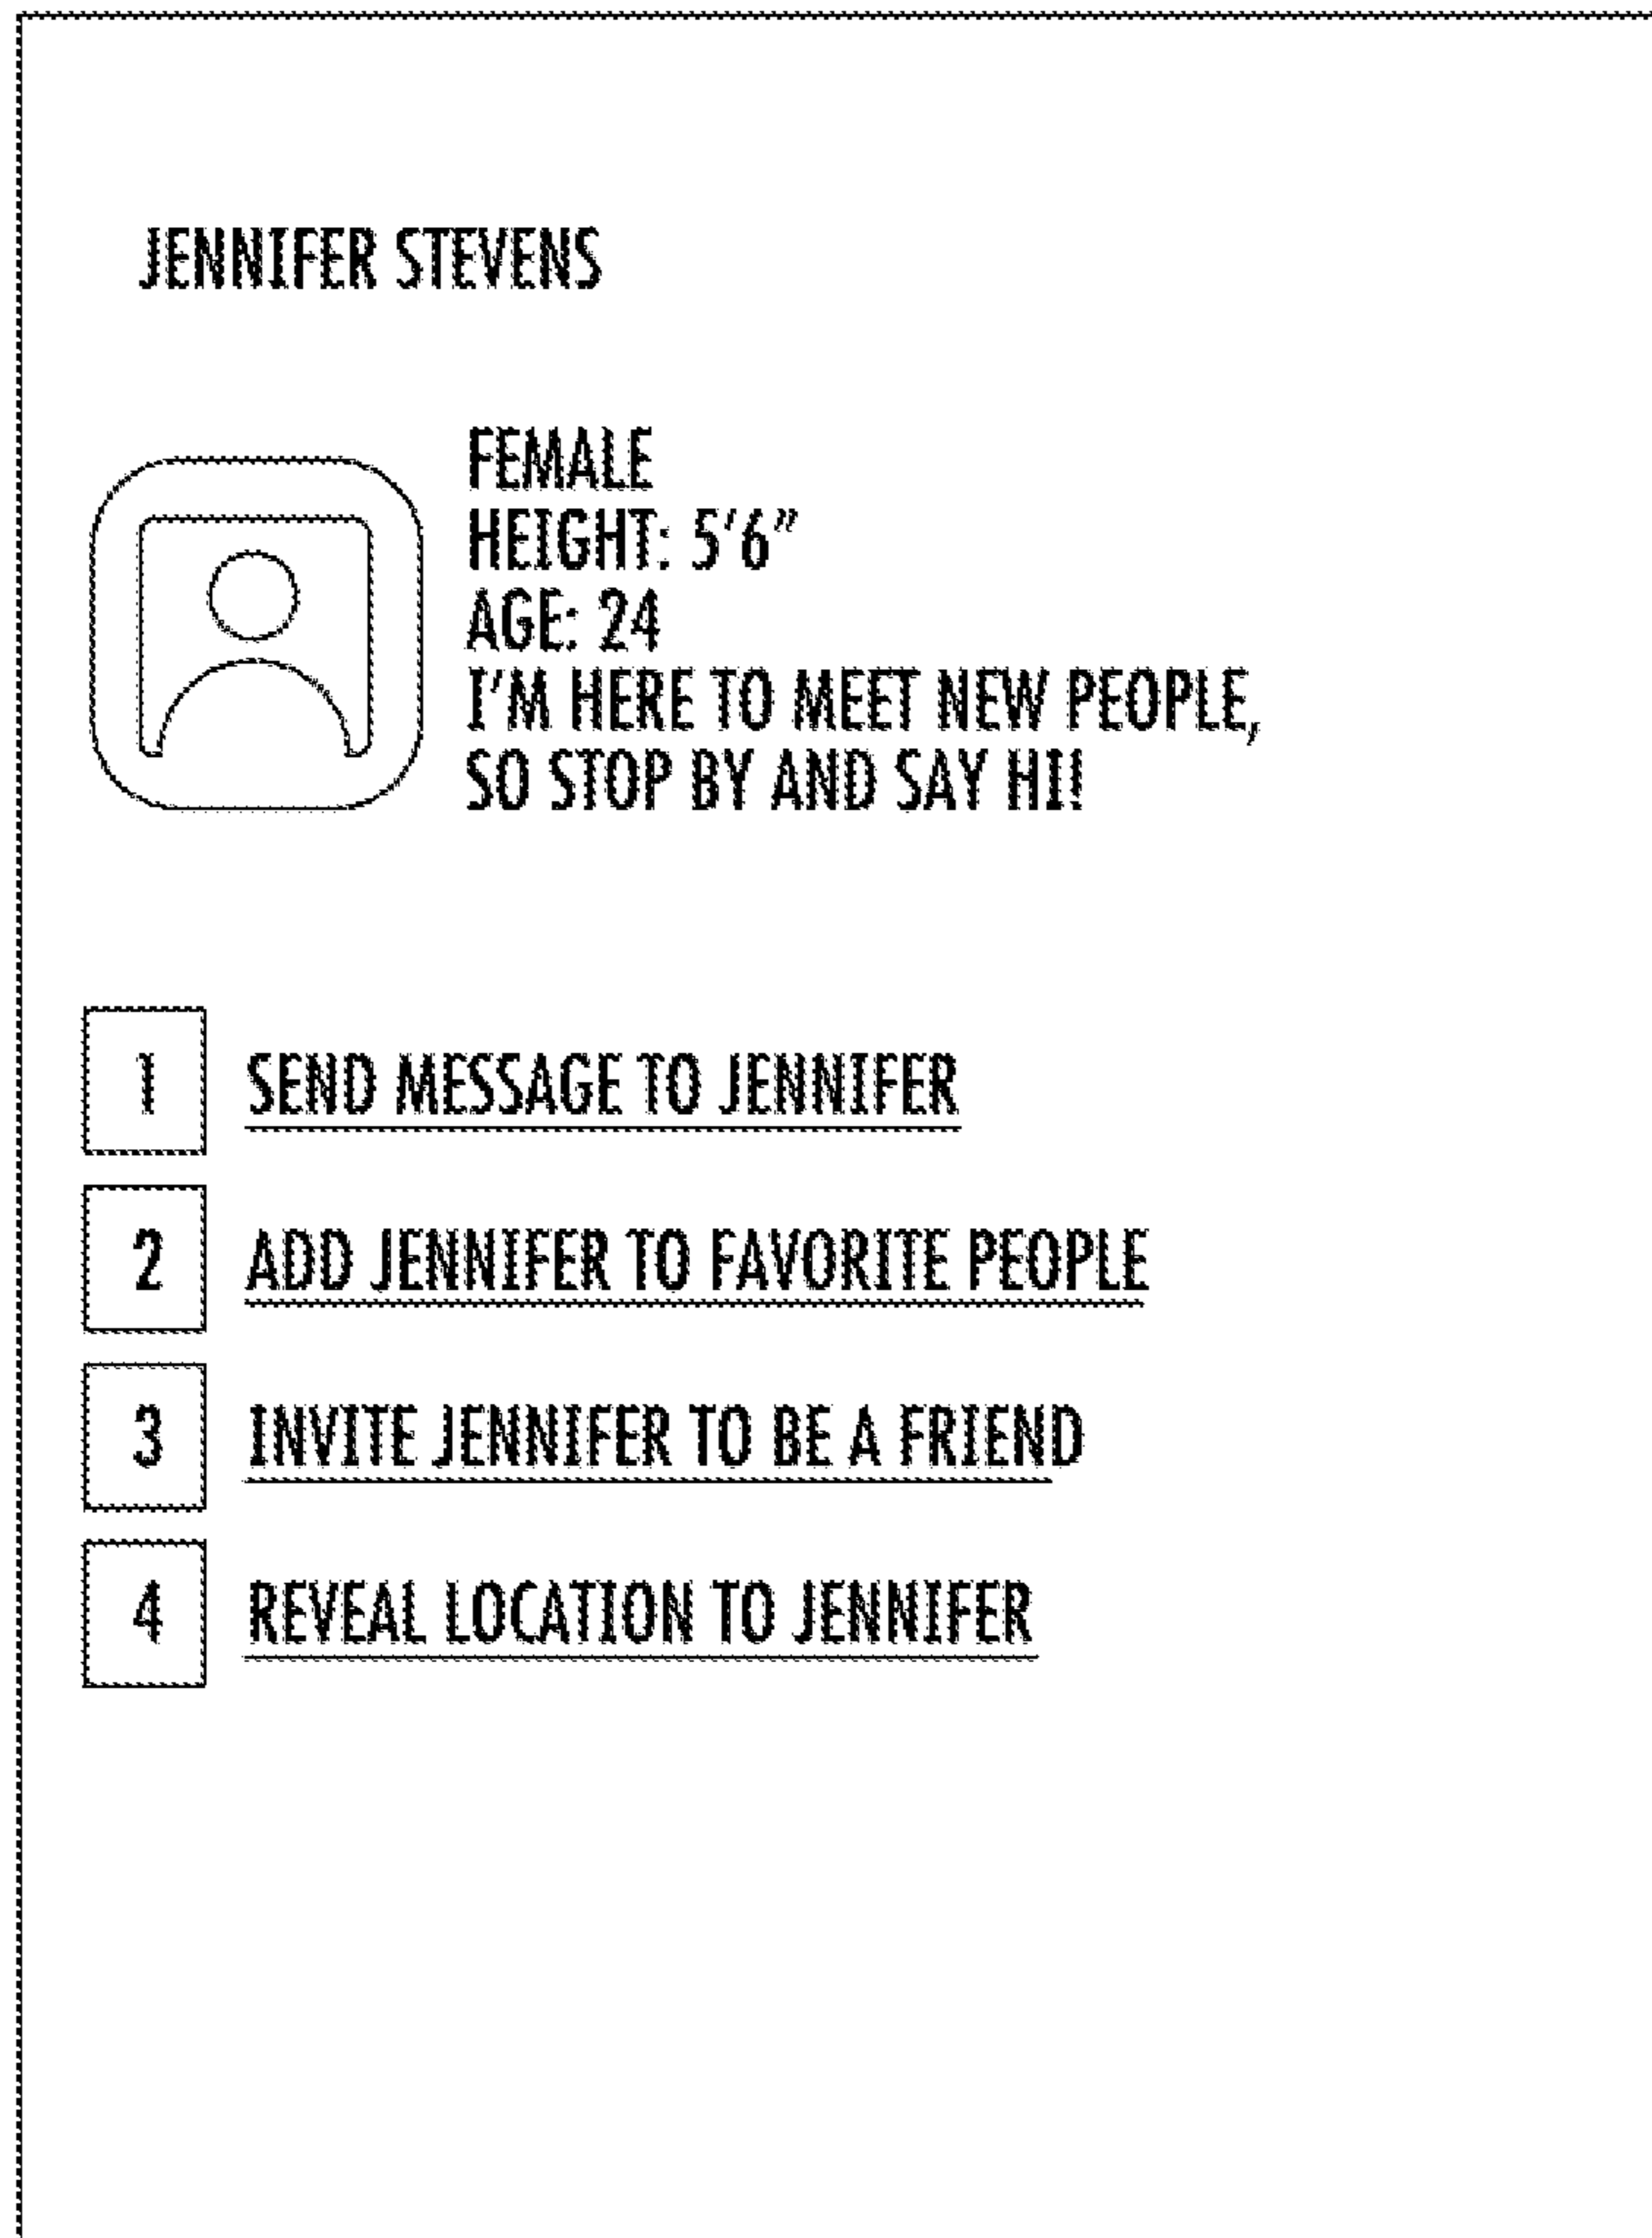 JENNIFER STEVENS
FEMALE
HEIGHT: 5'6"
AGE: 24
I'M HERE TO MEET NEW PEOPLE,
SO STOP BY AND SAY HI!
1 SEND MESSAGE TO JENNIFER
2 ADD JENNIFER TO FAVORITE PEOPLE
3 INVITE JENNIFER TO BE A FRIEND
4 REVEAL LOCATION TO JENNIFER